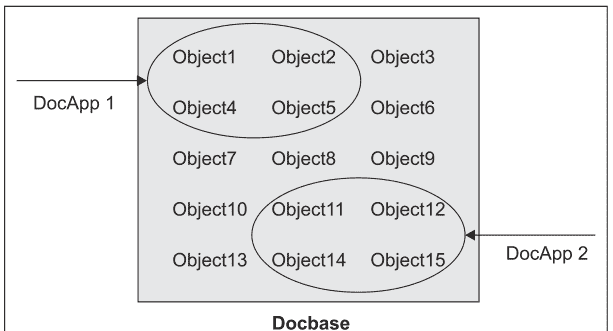 Object1 Object2 Object3
DocApp 1
Object4 Object5 Object6
Object7 Object8 Object9
Object10 Object11 Object12
Object13 Object14 Object15
DocApp 2
Docbase